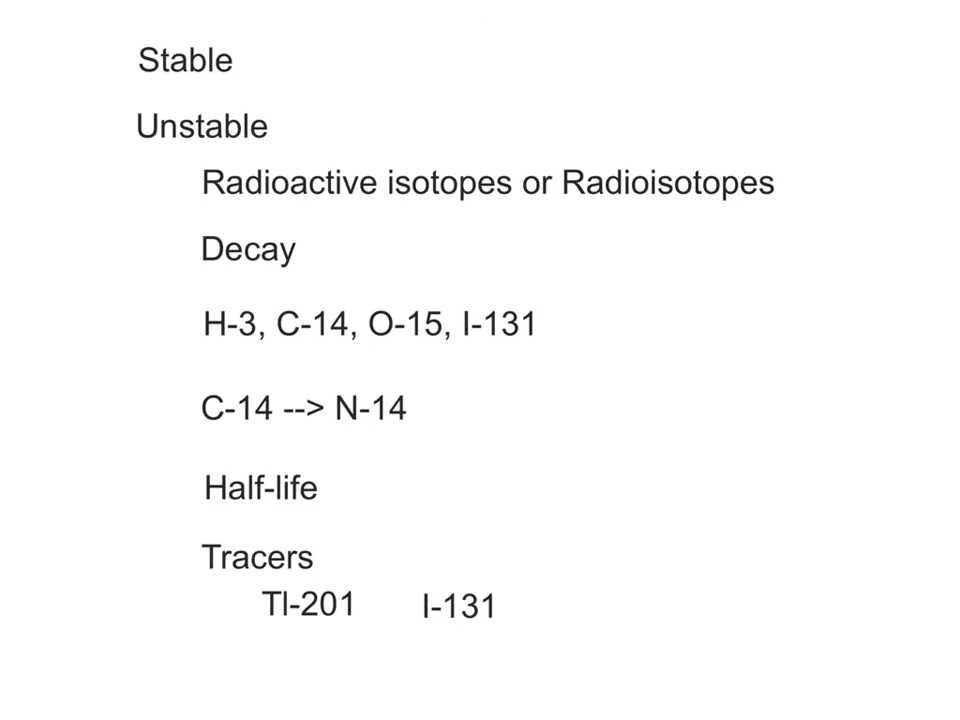 Stable
Unstable
Radioactive isotopes or Radioisotopes
Decay
H-3, C-14, O-15, I-131
C-14 --> N-14
Half-life
Tracers
Tl-201 I-131